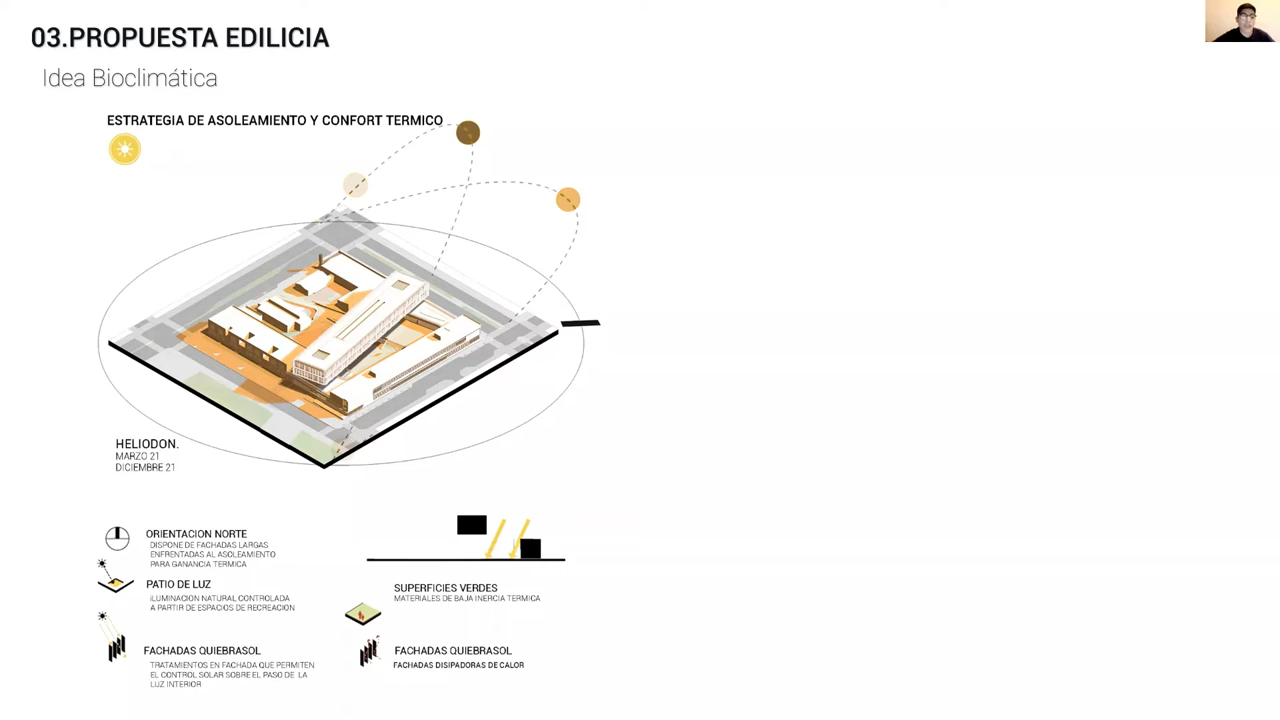 03.PROPUESTA EDILICIA
Idea Bioclimática
ESTRATEGIA DE ASOLEAMIENTO Y CONFORT TERMICO
HELIODON.
MARZO 21
DICIEMBRE 21
ORIENTACION NORTE
DISPONE DE FACHADAS LARGAS
ENFRENTADAS AL ASOLEAMIENTO
PARA GANANCIA TERMICA
PATIO DE LUZ
iLUMINACION NATURAL CONTROLADA
A PARTIR DE ESPACIOS DE RECREACION
FACHADAS QUIEBRASOL
TRATAMIENTOS EN FACHADA QUE PERMITEN
EL CONTROL SOLAR SOBRE EL PASO DE LA
LUZ INTERIOR
SUPERFICIES VERDES
MATERIALES DE BAJA INERCIA TERMICA
FACHADAS QUIEBRASOL
FACHADAS DISIPADORAS DE CALOR